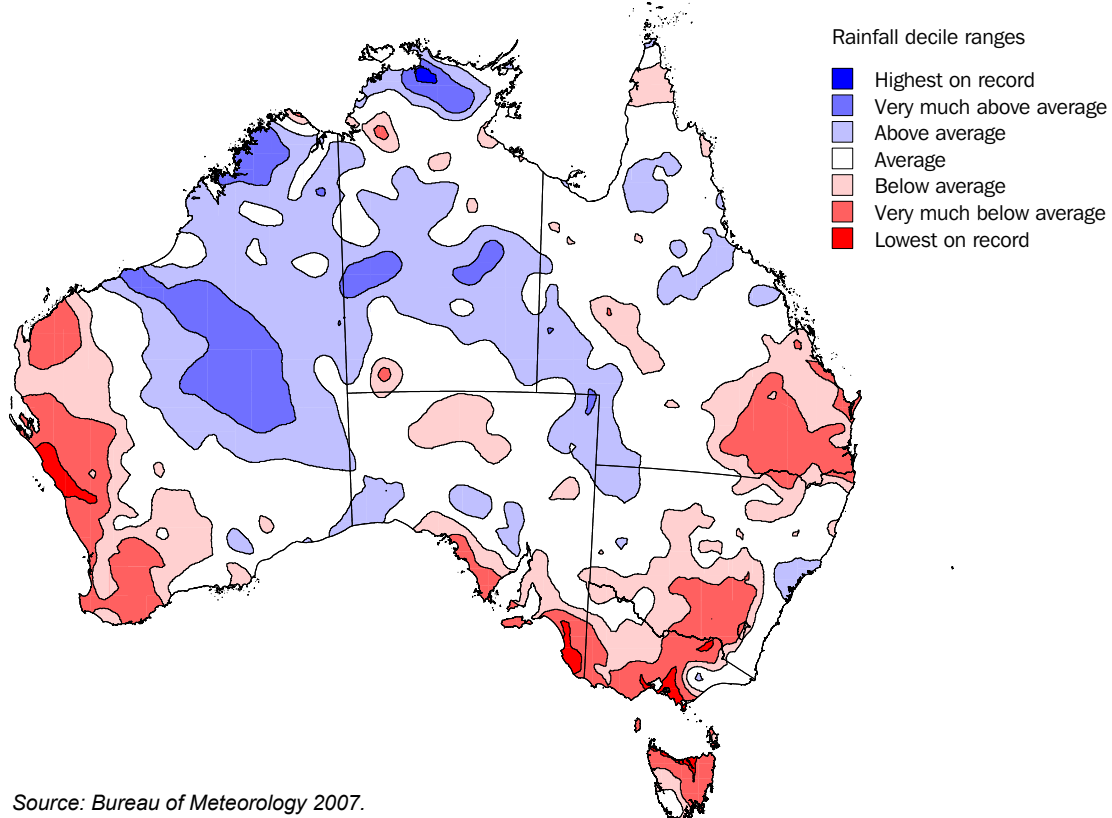 Rainfall decile ranges
Highest on record
Very much above average
Above average
Average
Below average
Very much below average
Lowest on record
Source: Bureau of Meteorology 2007.